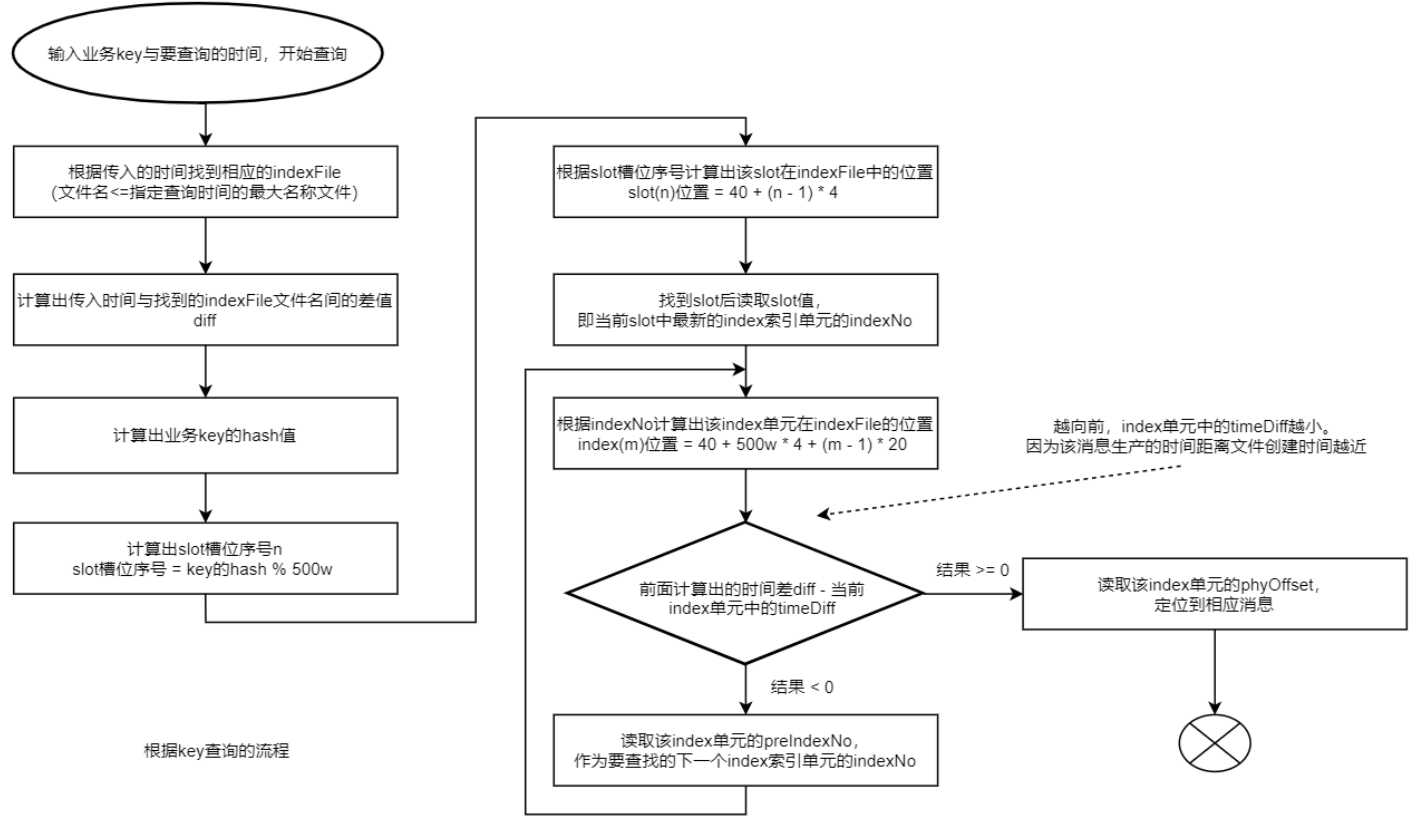 输入业务key与要查询的时间，开始查询
根据传入的时间找到相应的indexFile
(文件名<=指定查询时间的最大名称文件)
计算出传入时间与找到的indexFile文件名间的差值
diff
计算出业务key的hash值
计算出slot槽位序号n
slot槽位序号 = key的hash % 500w
根据slot槽位序号计算出该slot在indexFile中的位置
slot(n)位置 = 40 + (n - 1) * 4
找到slot后读取slot值，
即当前slot中最新的index索引单元的indexNo
根据indexNo计算出该index单元在indexFile的位置
index(m)位置 = 40 + 500w * 4 + (m - 1) * 20
越向前，index单元中的timeDiff越小。
因为该消息生产的时间距离文件创建时间越近
前面计算出的时间差diff - 当前
index单元中的timeDiff
结果 >= 0
读取该index单元的phyOffset，
定位到相应消息
结果 < 0
读取该index单元的preIndexNo，
作为要查找的下一个index索引单元的indexNo
根据key查询的流程